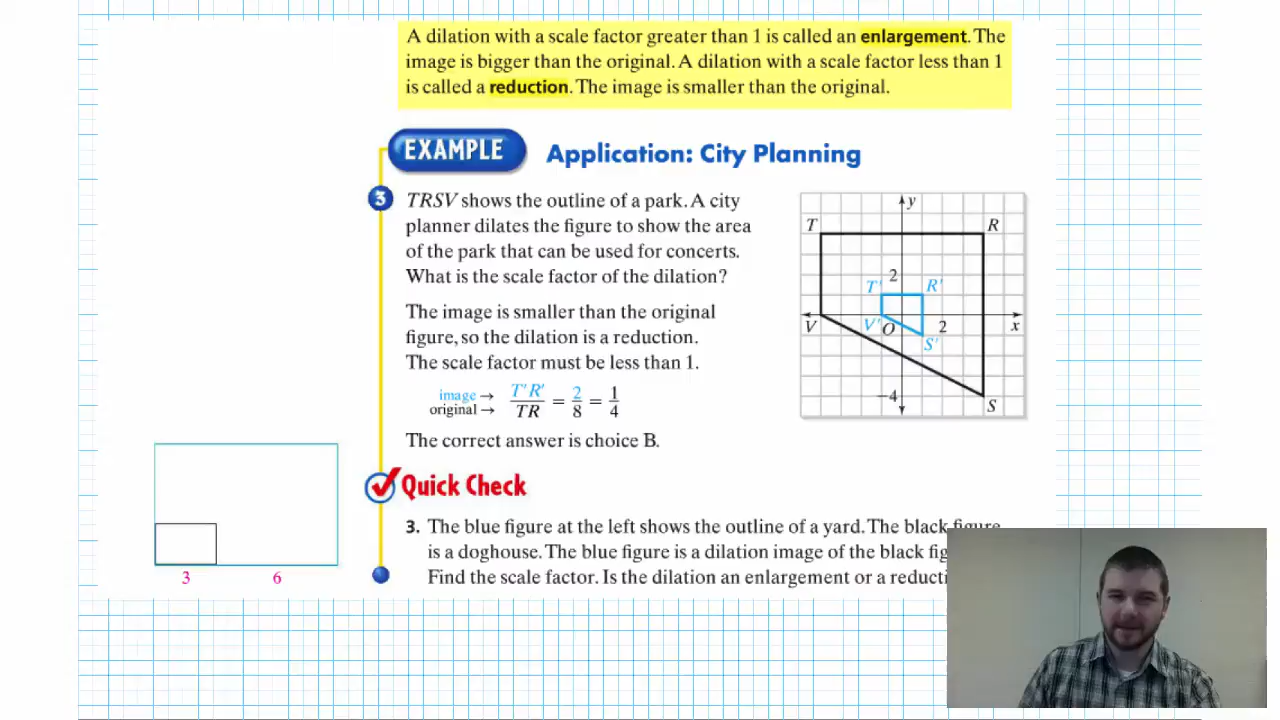 A dilation with a scale factor greater than 1 is called an enlargement. The
image is bigger than the original. A dilation with a scale factor less than 1
is called a reduction. The image is smaller than the original.
EXAMPLE
Application: City Planning
3
TRSV shows the outline of a park. A city
planner dilates the figure to show the area
of the park that can be used for concerts.
What is the scale factor of the dilation?
The image is smaller than the original
figure, so the dilation is a reduction.
The scale factor must be less than 1.
image → T'R' = 2 = 1
original → TR 8 4
The correct answer is choice B.
y
T R
2
T' R'
V V' O 2 x
S'
-4
S
Quick Check
3. The blue figure at the left shows the outline of a yard. The black figure
is a doghouse. The blue figure is a dilation image of the black
Find the scale factor. Is the dilation an enlargement or a
3 6